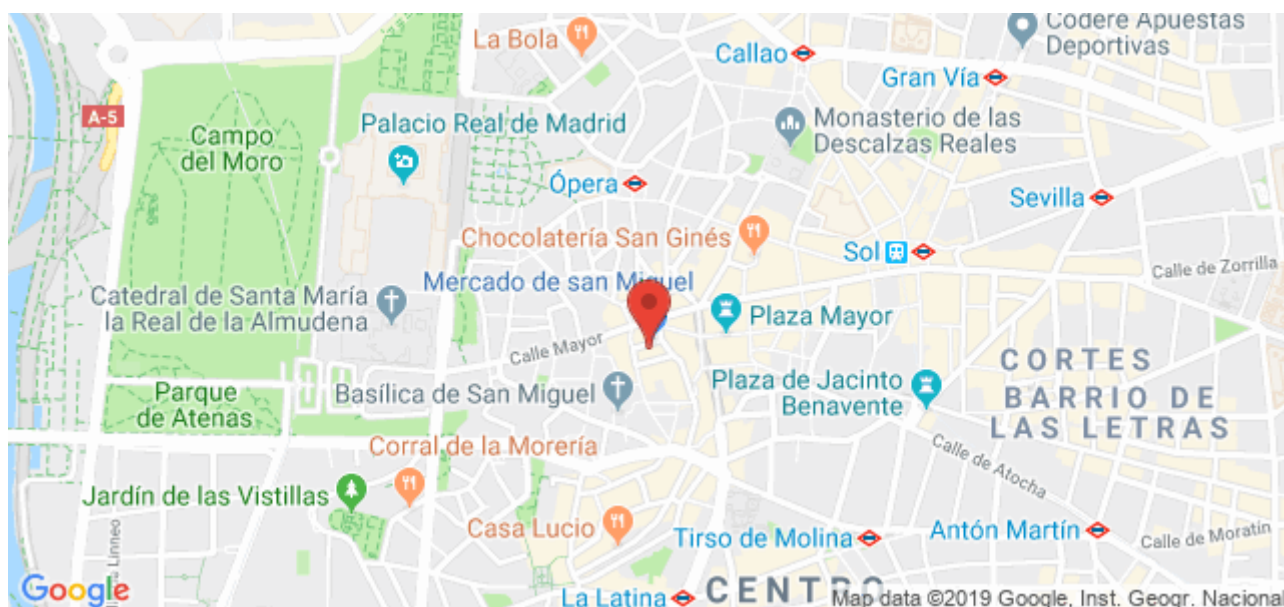 La Bola
Codere Apuestas
Deportivas
Callao
Gran Vía
A-5
Campo
del Moro
Palacio Real de Madrid
Monasterio de las
Descalzas Reales
Ópera
Sevilla
Chocolatería San Ginés
Sol
Calle de Zorrilla
Mercado de san Miguel
Catedral de Santa María
la Real de la Almudena
Plaza Mayor
Calle Mayor
CORTES
Basílica de San Miguel
Plaza de Jacinto
Benavente
BARRIO DE
LAS LETRAS
Parque
de Atenas
Corral de la Morería
Calle de Atocha
Jardín de las Vistillas
Casa Lucio
Tirso de Molina
Antón Martín
Calle de Moratín
Linneo
Google
La Latina
CENTRO
Map data ©2019 Google, Inst. Geogr. Naciona